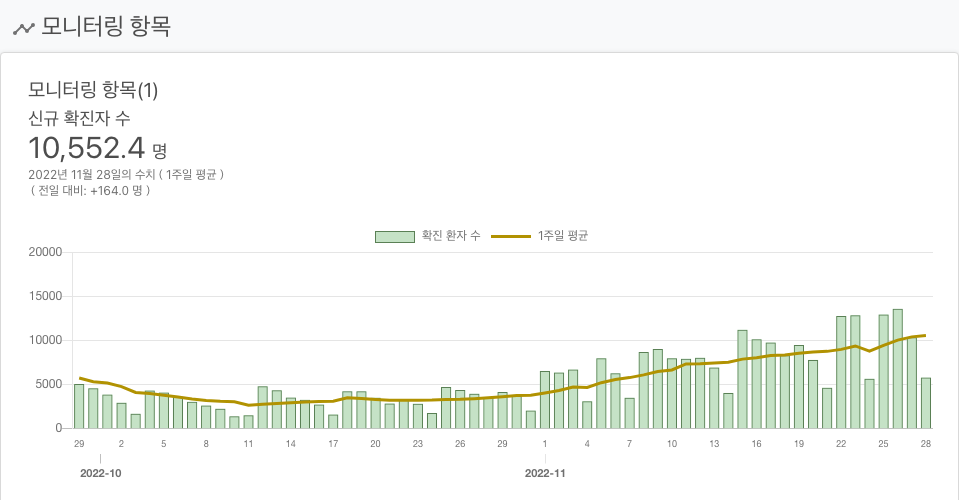 모니터링 항목
모니터링 항목(1)
신규 확진자 수
10,552.4 명
2022년 11월 28일의 수치 ( 1주일 평균 )
( 전일 대비: +164.0 명 )
확진 환자 수 1주일 평균
20000
15000
10000
5000
0
29 2 5 8 11 14 17 20 23 26 29 1 4 7 10 13 16 19 22 25 28
2022-10 2022-11